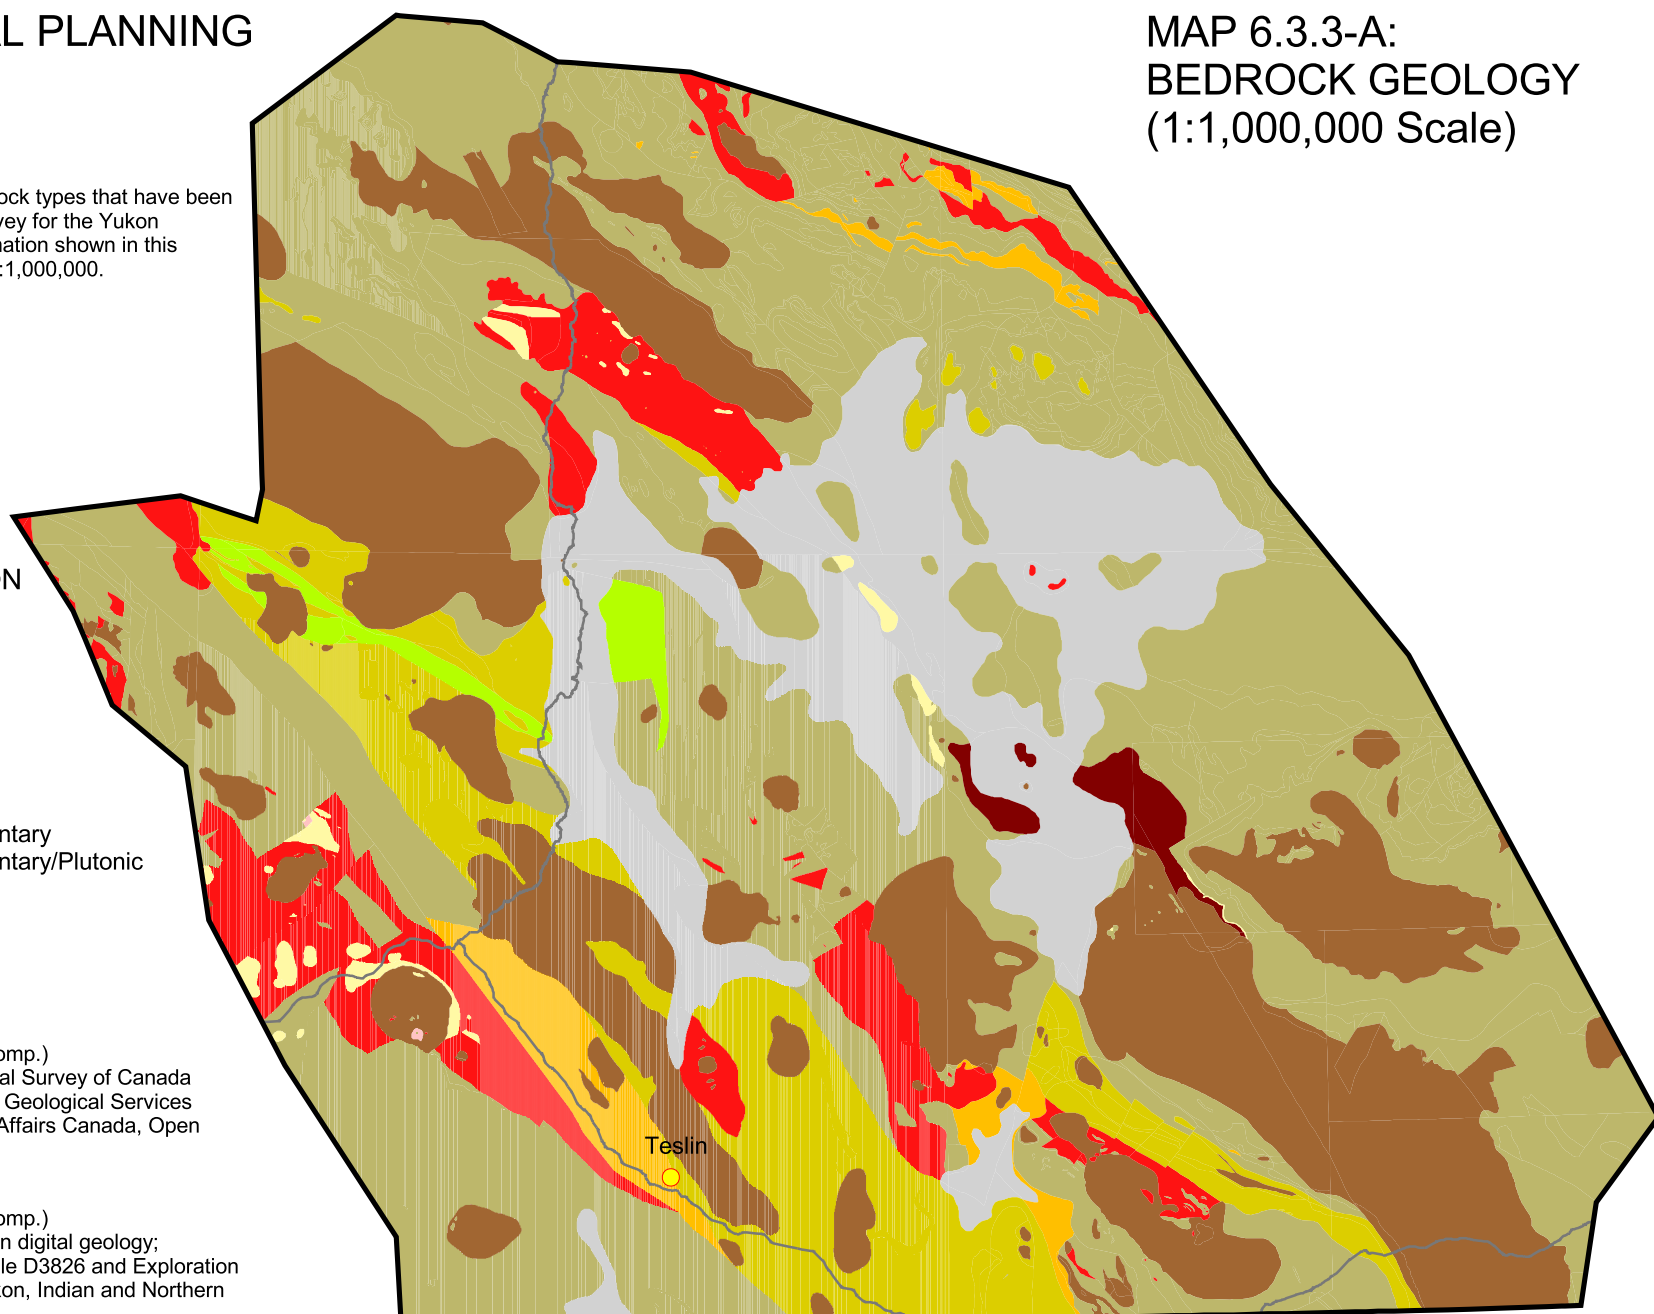 L PLANNING
MAP 6.3.3-A:
BEDROCK GEOLOGY
(1:1,000,000 Scale)
ock types that have been
vey for the Yukon
nation shown in this
:1,000,000.
ON
ntary
ntary/Plutonic
omp.)
al Survey of Canada
Geological Services
Affairs Canada, Open
Teslin
omp.)
n digital geology;
le D3826 and Exploration
kon, Indian and Northern